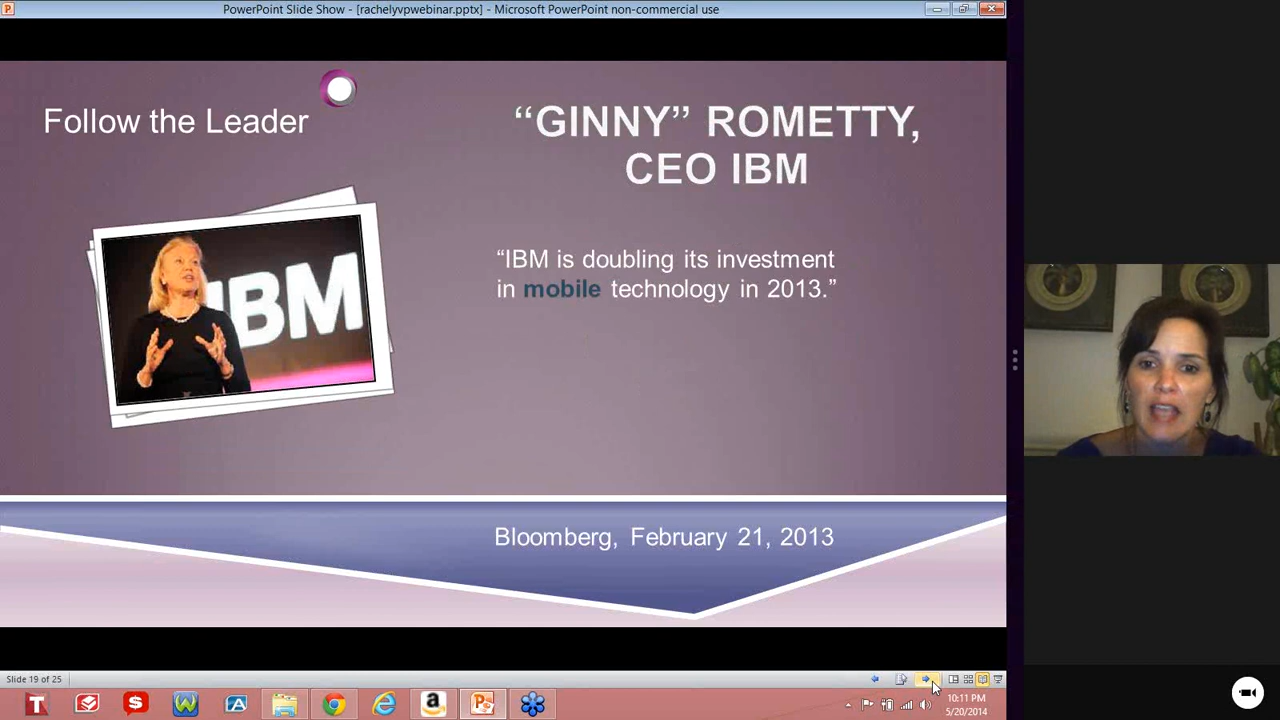 PowerPoint Slide Show - [rachelyvpwebinar.pptx] - Microsoft PowerPoint non-commercial use
Follow the Leader
“GINNY” ROMETTY,
CEO IBM
IBM
“IBM is doubling its investment
in mobile technology in 2013.”
Bloomberg, February 21, 2013
Slide 19 of 25
10:11 PM
5/20/2014